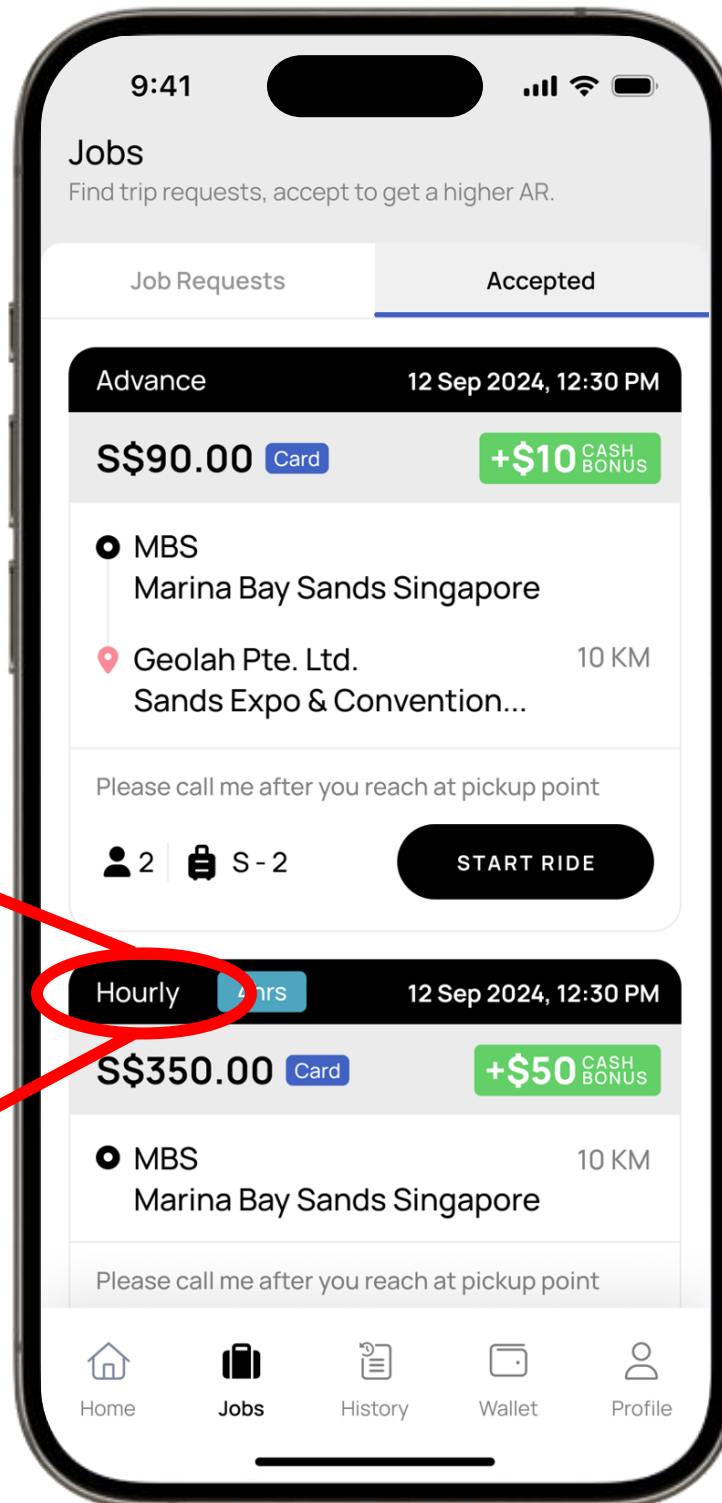 9:41
Jobs
Find trip requests, accept to get a higher AR.
Job Requests
Accepted
Advance
12 Sep 2024, 12:30 PM
S$90.00 Card
+$10 CASH BONUS
MBS
Marina Bay Sands Singapore
Geolah Pte. Ltd.
10 KM
Sands Expo & Convention...
Please call me after you reach at pickup point
2
S - 2
START RIDE
Hourly
4hrs
12 Sep 2024, 12:30 PM
S$350.00 Card
+$50 CASH BONUS
MBS
10 KM
Marina Bay Sands Singapore
Please call me after you reach at pickup point
Home
Jobs
History
Wallet
Profile